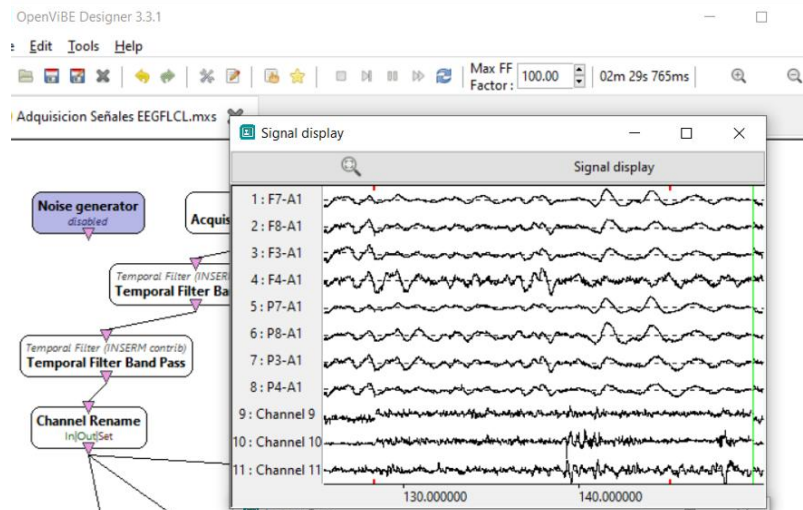 OpenViBE Designer 3.3.1
Edit Tools Help
Max FF
Factor: 100.00 02m 29s 765ms
Adquisicion Señales EEGFLCL.mxs
Signal display
Signal display
Noise generator
disabled
Acquis
Temporal Filter (INSER
Temporal Filter Ba
Temporal Filter (INSERM contrib)
Temporal Filter Band Pass
Channel Rename
In|Out|Set
1 : F7-A1
2 : F8-A1
3 : F3-A1
4 : F4-A1
5 : P7-A1
6 : P8-A1
7 : P3-A1
8 : P4-A1
9 : Channel 9
10 : Channel 10
11 : Channel 11
130.000000 140.000000